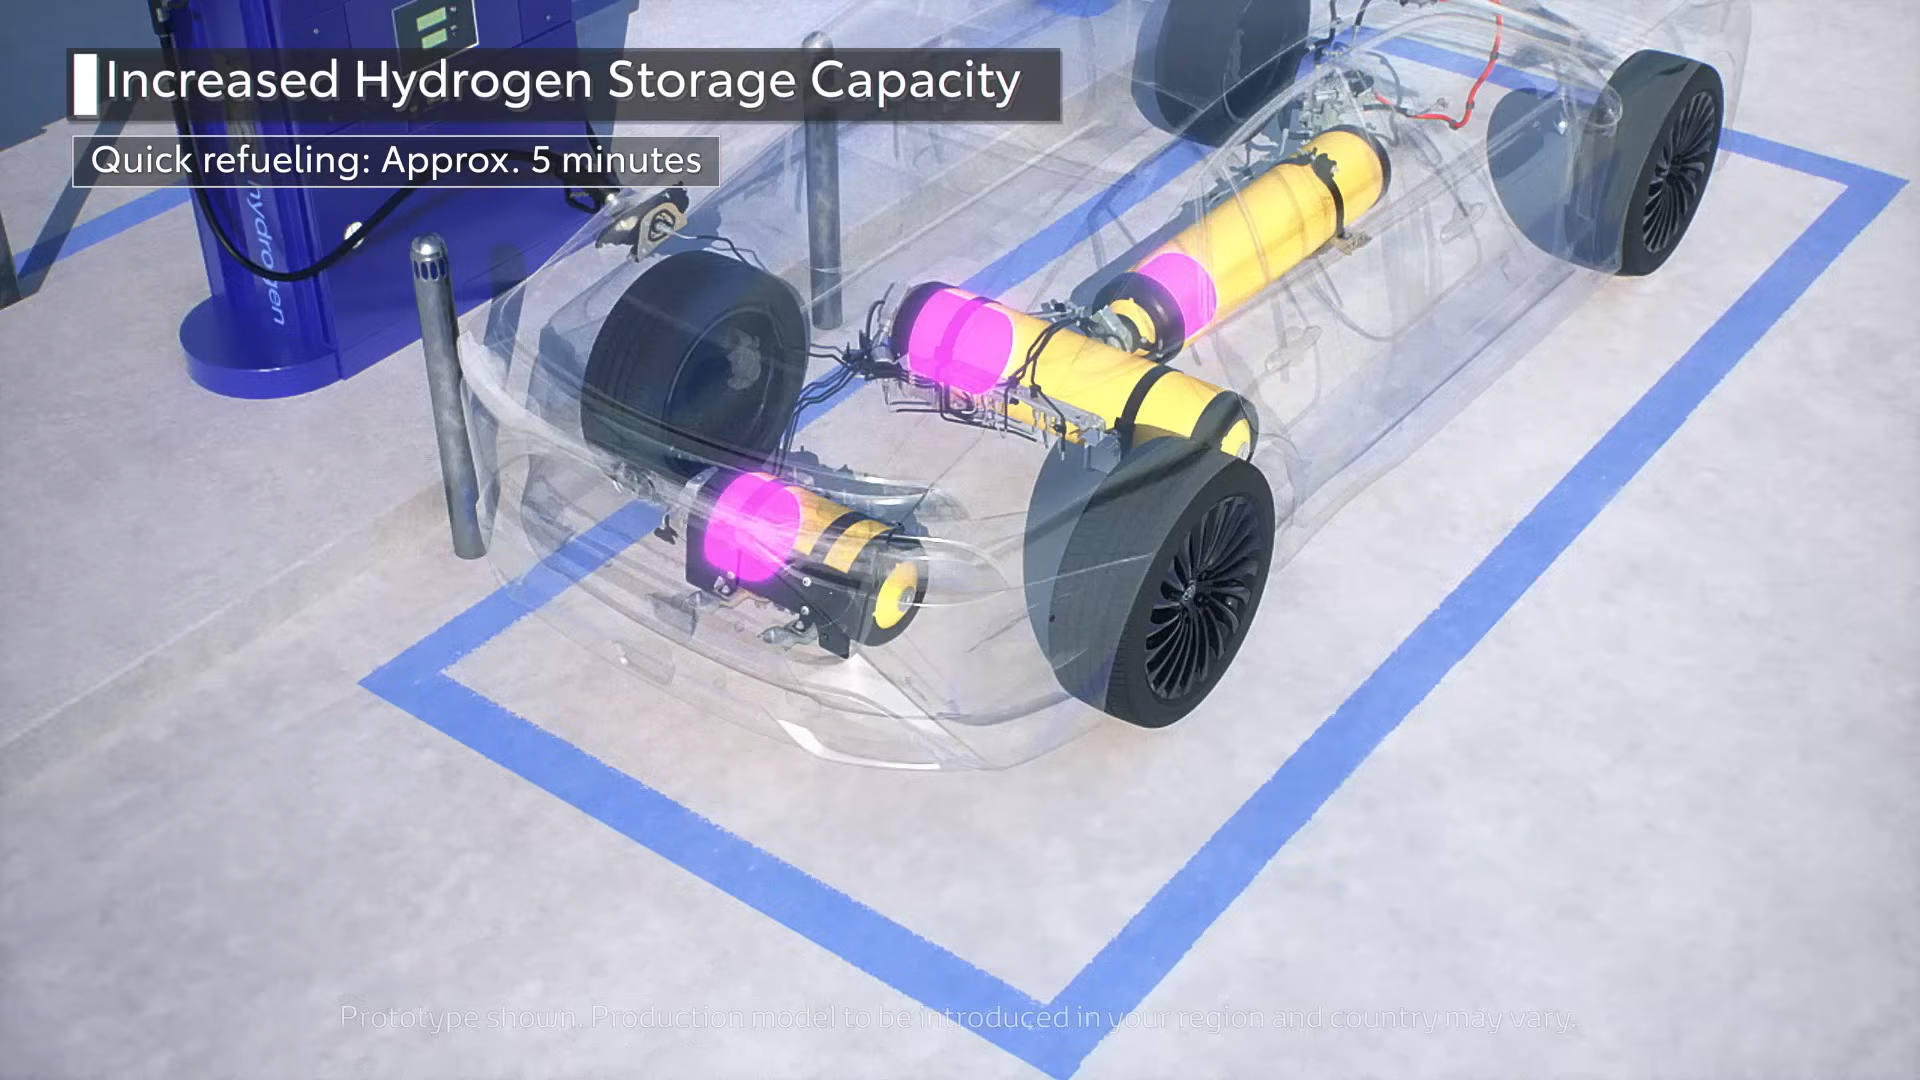 Increased Hydrogen Storage Capacity
Quick refueling: Approx. 5 minutes
hydrogen
Prototype shown. Production model to be introduced in your region and country may vary.